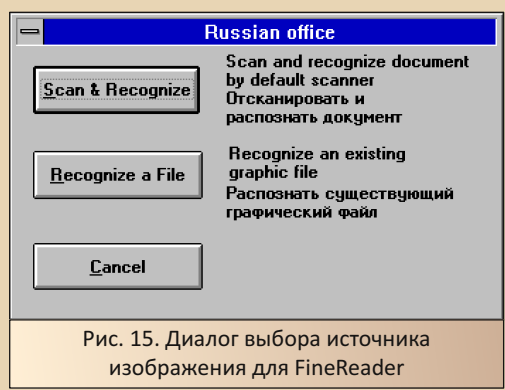 Russian office
Scan & Recognize
Scan and recognize document
by default scanner
Отсканировать и
распознать документ
Recognize a File
Recognize an existing
graphic file
Распознать существующий
графический файл
Cancel
Рис. 15. Диалог выбора источника
изображения для FineReader